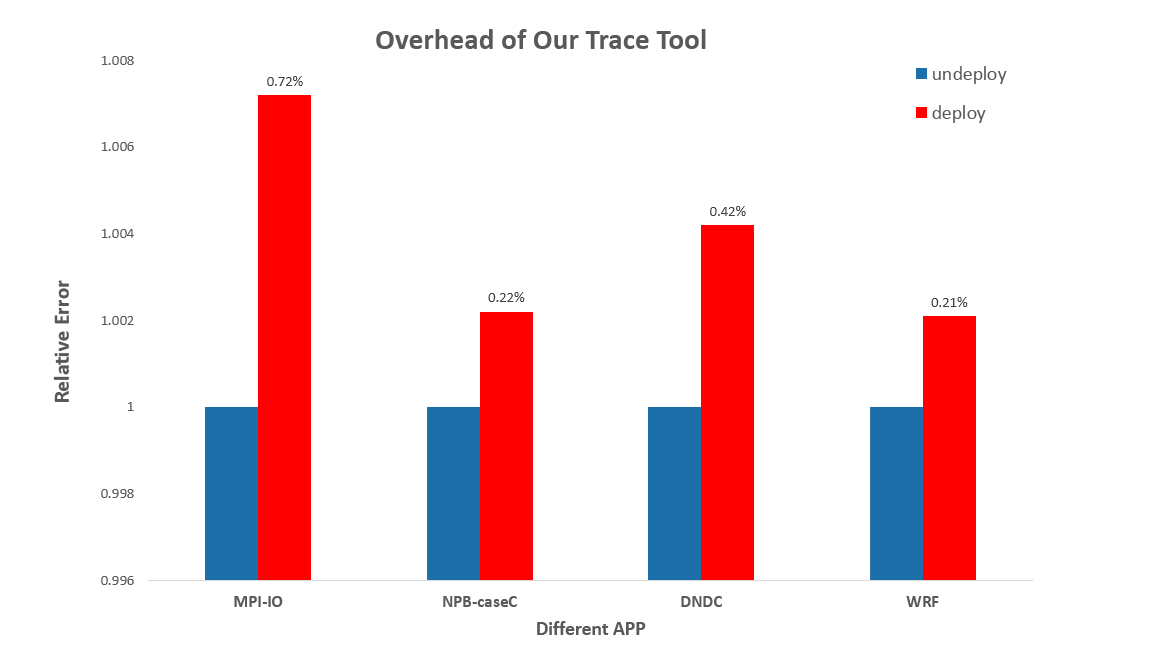 Overhead of Our Trace Tool
undeploy
deploy
Relative Error
1.008
1.006
1.004
1.002
1
0.998
0.996
0.72%
0.22%
0.42%
0.21%
MPI-IO
NPB-caseC
DNDC
WRF
Different APP